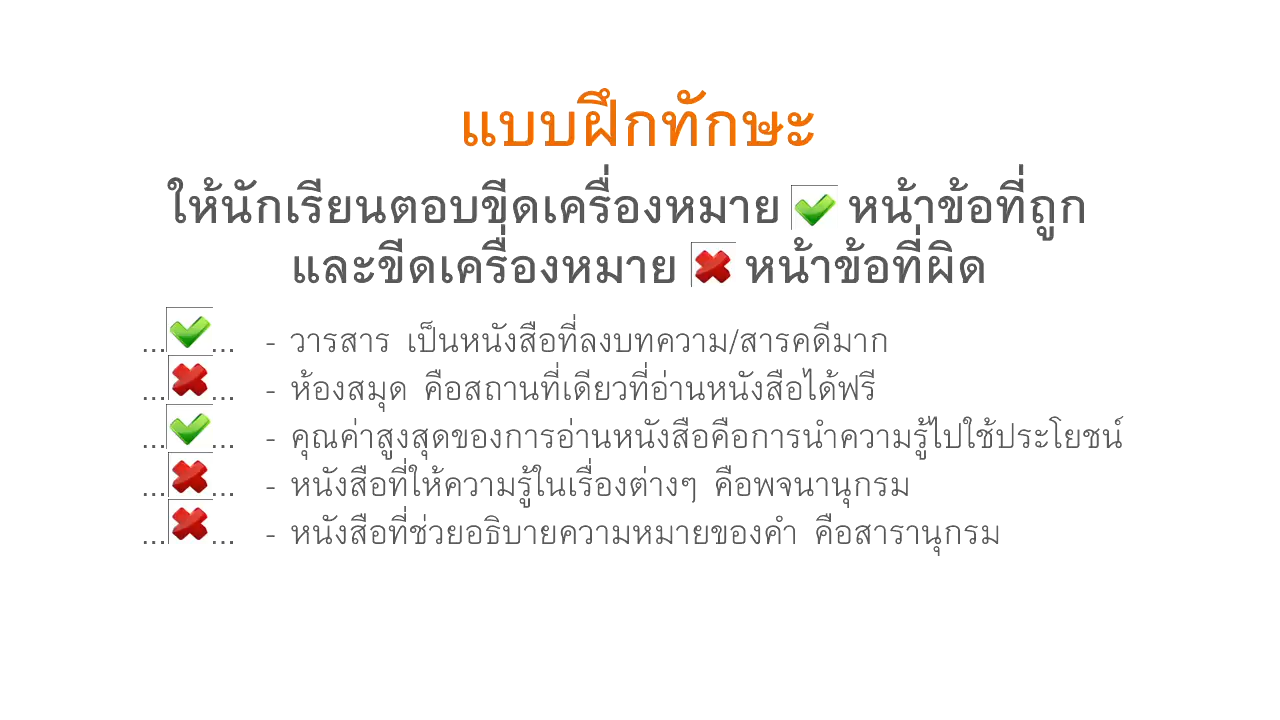 แบบฝึกทักษะ
ให้นักเรียนตอบขีดเครื่องหมาย ✔ หน้าข้อที่ถูก
และขีดเครื่องหมาย ✖ หน้าข้อที่ผิด
...✔... - วารสาร เป็นหนังสือที่ลงบทความ/สารคดีมาก
...✖... - ห้องสมุด คือสถานที่เดียวที่อ่านหนังสือได้ฟรี
...✔... - คุณค่าสูงสุดของการอ่านหนังสือคือการนำความรู้ไปใช้ประโยชน์
...✖... - หนังสือที่ให้ความรู้ในเรื่องต่างๆ คือพจนานุกรม
...✖... - หนังสือที่ช่วยอธิบายความหมายของคำ คือสารานุกรม